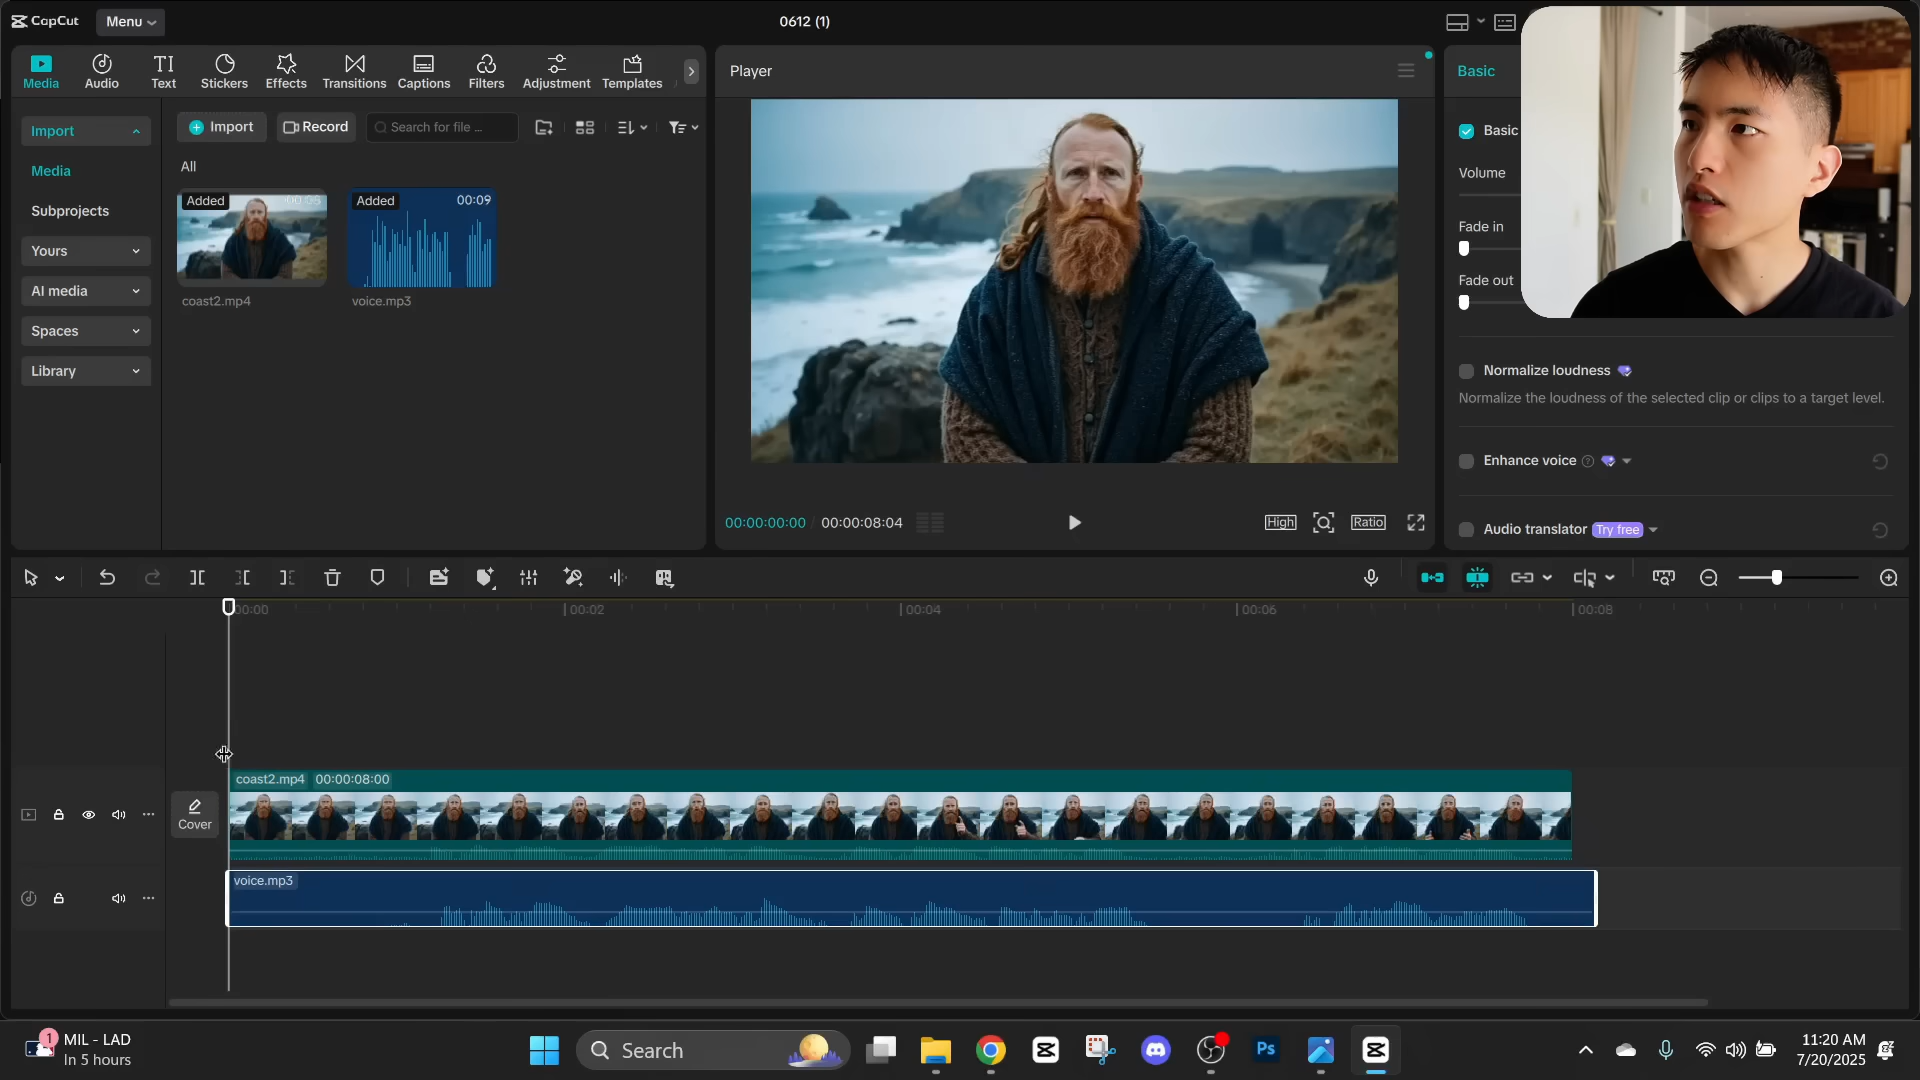 CapCut
Menu
0612 (1)
Media
Audio
Text
Stickers
Effects
Transitions
Captions
Filters
Adjustment
Templates
Player
Basic
Import
Media
Subprojects
Yours
AI media
Spaces
Library
Import
Record
Search for file ...
All
Added
coast2.mp4
Added
00:09
voice.mp3
00:00:00:00
00:00:08:04
High
Ratio
Basic
Volume
Fade in
Fade out
Normalize loudness
Normalize the loudness of the selected clip or clips to a target level.
Enhance voice
Audio translator
Try free
00:00
00:02
00:04
00:06
00:08
Cover
coast2.mp4 00:00:08:00
voice.mp3
1
MIL - LAD
In 5 hours
Search
Ps
11:20 AM
7/20/2025